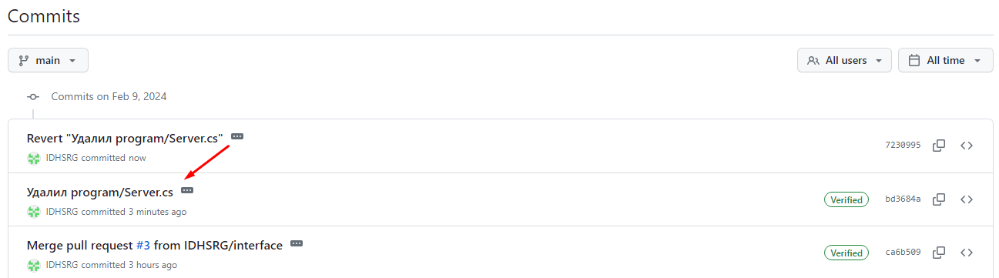 Commits
main
All users
All time
Commits on Feb 9, 2024
Revert "Удалил program/Server.cs"
7230995
IDHSRG committed now
Удалил program/Server.cs
Verified
bd3684a
IDHSRG committed 3 minutes ago
Merge pull request #3 from IDHSRG/interface
Verified
ca6b509
IDHSRG committed 3 hours ago